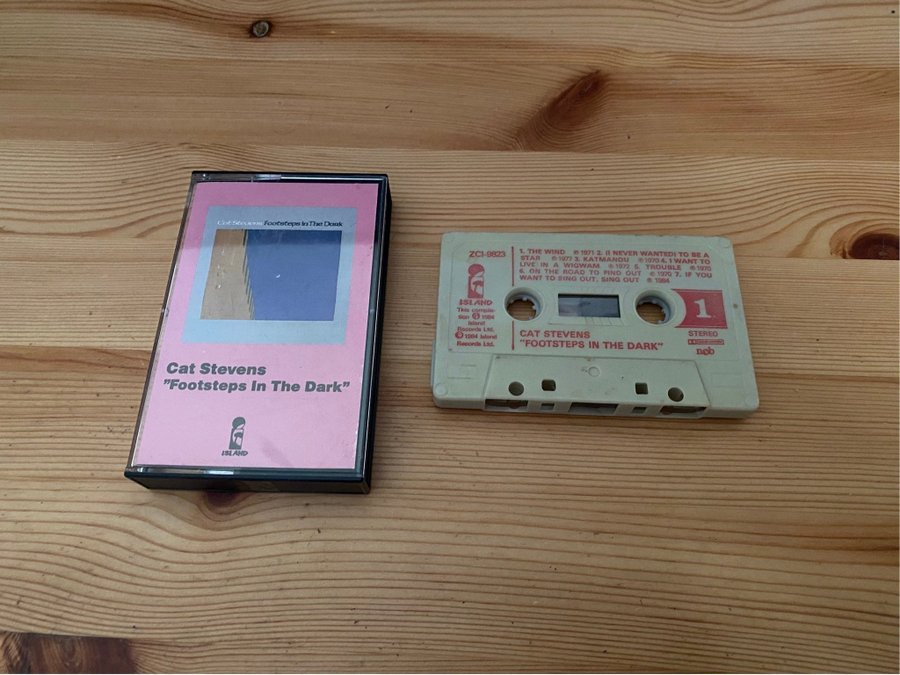 Cat Stevens Footsteps In The Dark
Cat Stevens
"Footsteps In The Dark"
ISLAND
ZCI-9823
ISLAND
This compila-
tion ℗ 1984
Island
Records Ltd.
© 1984 Island
Records Ltd.
1. THE WIND ℗ 1971 2. (I NEVER WANTED) TO BE A
STAR ℗ 1977 3. KATMANDU ℗ 1970 4. I WANT TO
LIVE IN A WIGWAM ℗ 1972 5. TROUBLE ℗ 1970
6. ON THE ROAD TO FIND OUT ℗ 1970 7. IF YOU
WANT TO SING OUT, SING OUT ℗ 1984
1
CAT STEVENS
"FOOTSTEPS IN THE DARK"
STEREO